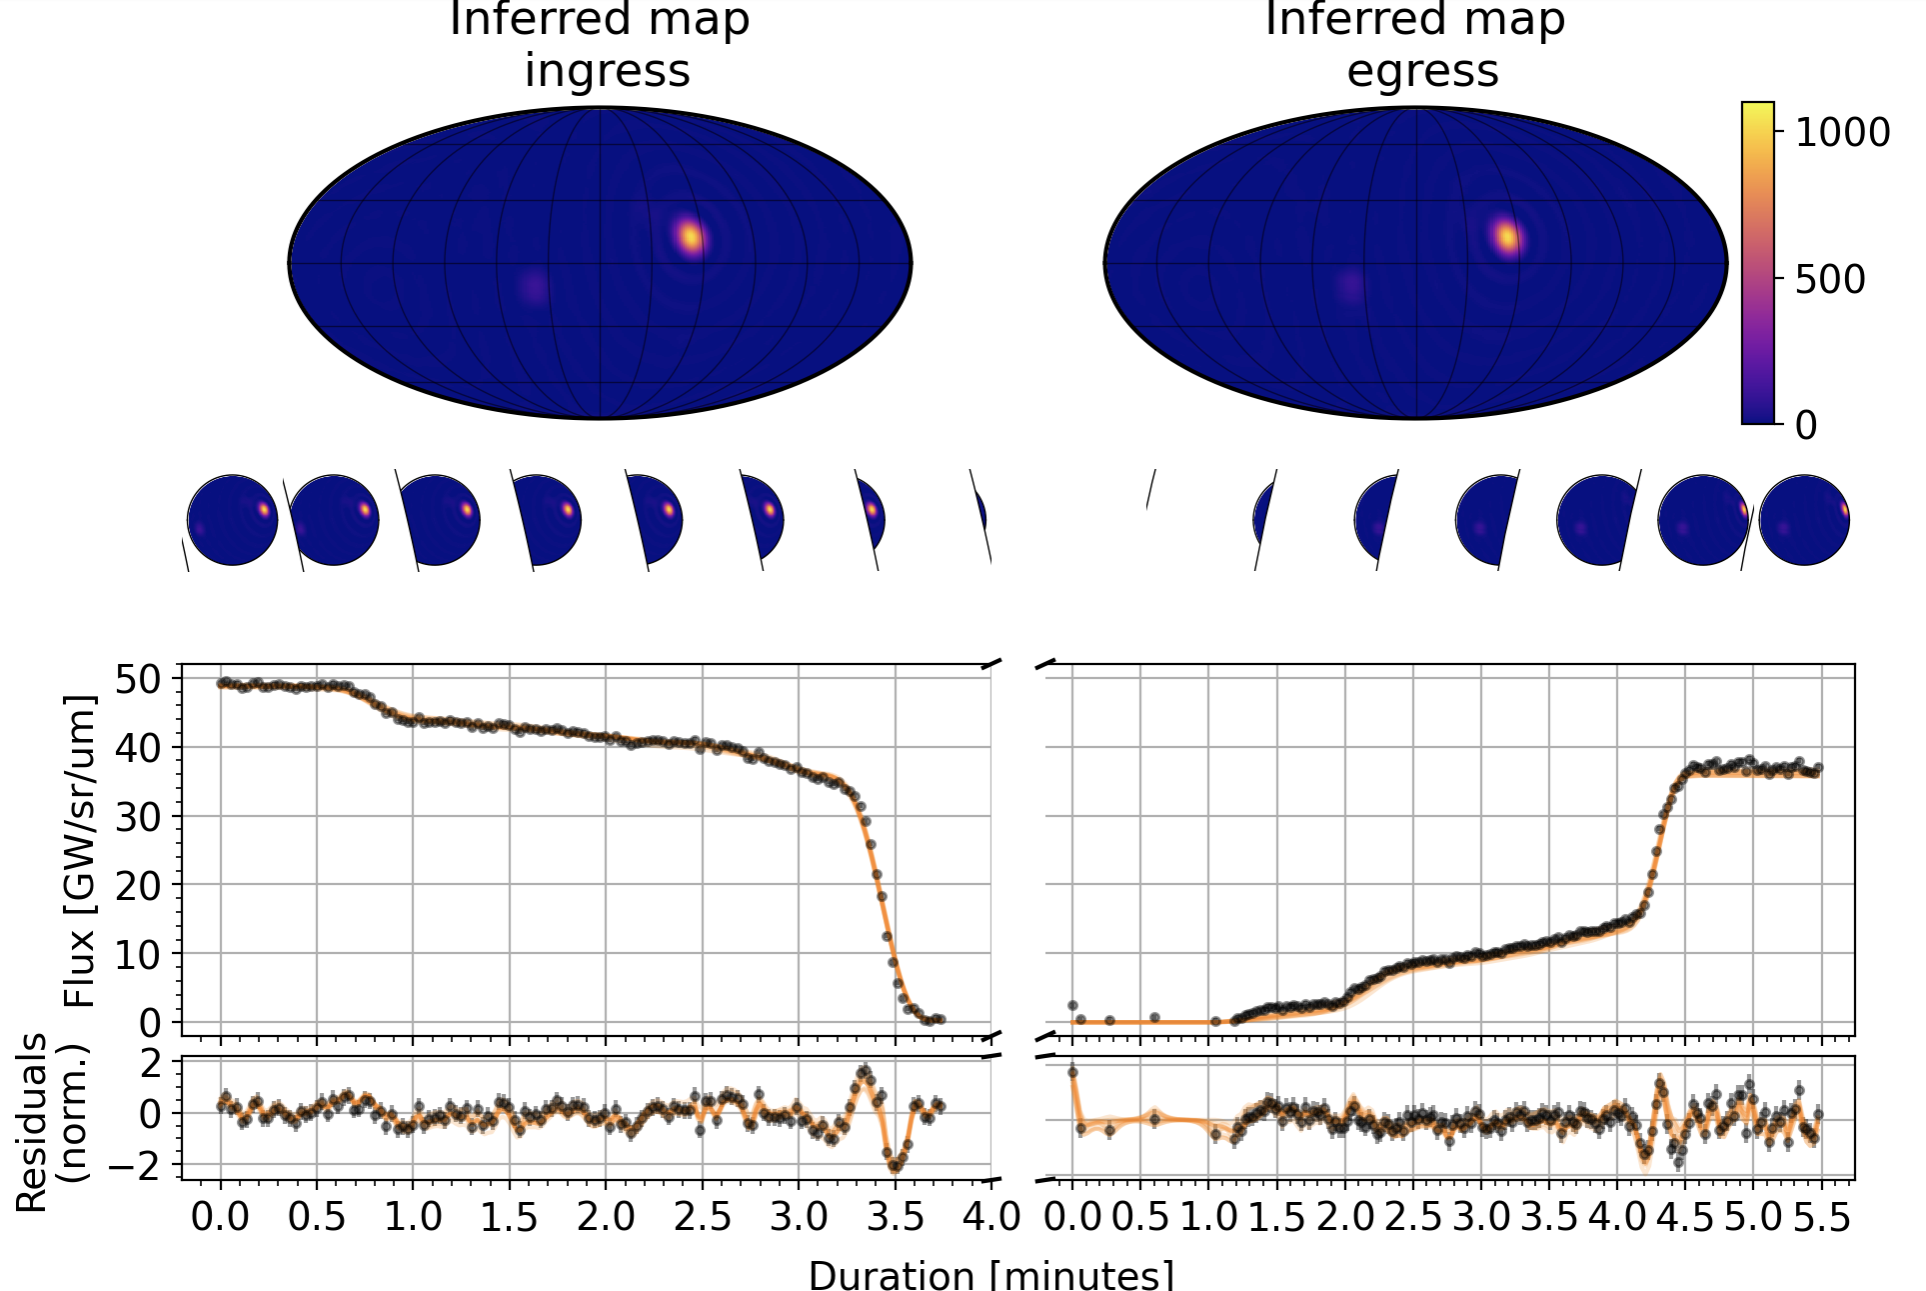 Inferred map
ingress
Inferred map
egress
1000
500
0
Flux [GW/sr/um]
50
40
30
20
10
0
Residuals
(norm.)
2
0
−2
0.0 0.5 1.0 1.5 2.0 2.5 3.0 3.5 4.0 0.0 0.5 1.0 1.5 2.0 2.5 3.0 3.5 4.0 4.5 5.0 5.5
Duration [minutes]